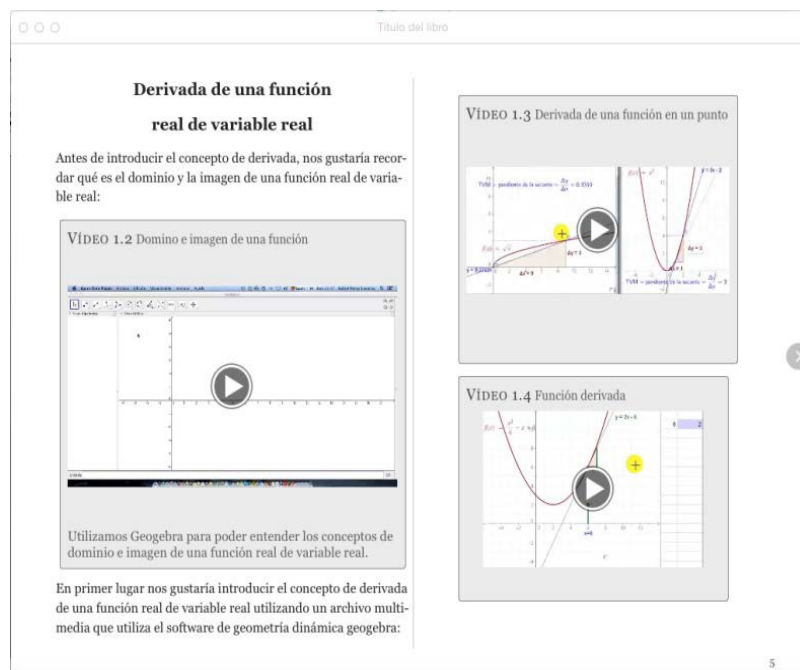 Título del libro
Derivada de una función
real de variable real
Antes de introducir el concepto de derivada, nos gustaría recor-
dar qué es el dominio y la imagen de una función real de varia-
ble real:
VÍDEO 1.2 Domino e imagen de una función
Utilizamos Geogebra para poder entender los conceptos de
dominio e imagen de una función real de variable real.
En primer lugar nos gustaría introducir el concepto de derivada
de una función real de variable real utilizando un archivo multi-
media que utiliza el software de geometría dinámica geogebra:
VÍDEO 1.3 Derivada de una función en un punto
TVM = pendiente de la secante =
VÍDEO 1.4 Función derivada
5